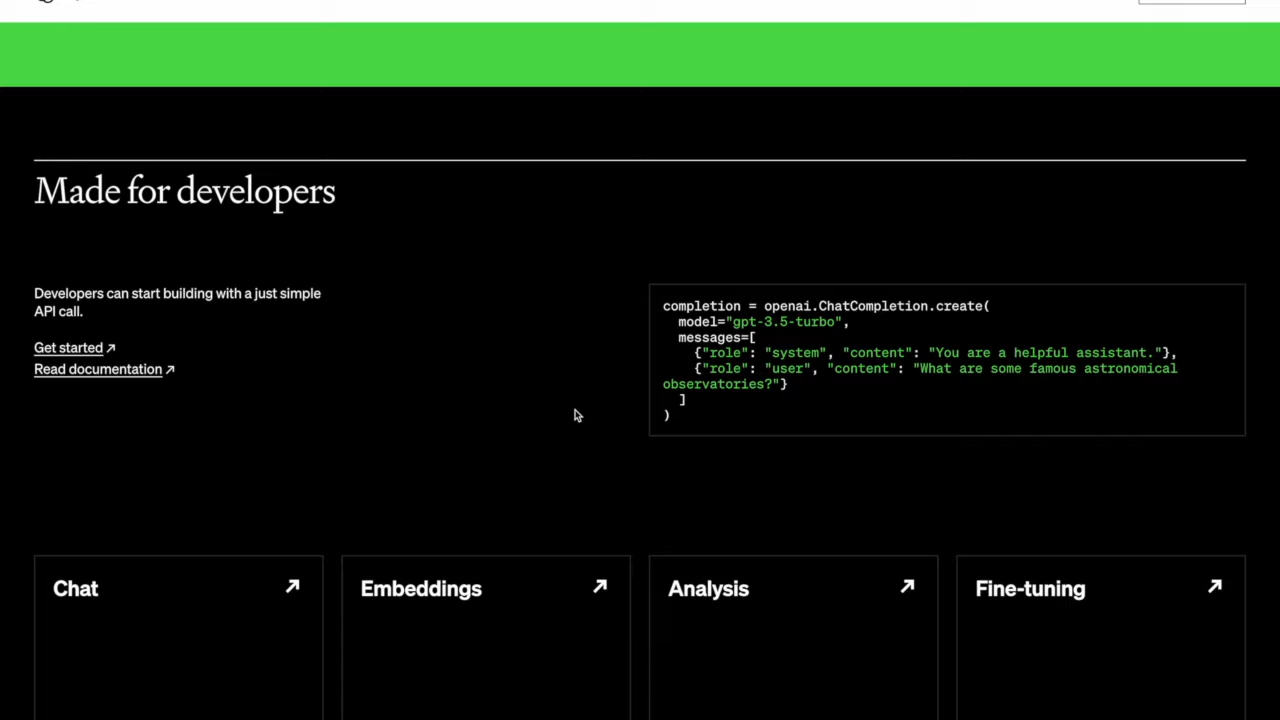 Made for developers
Developers can start building with a just simple
API call.
Get started ↗
Read documentation ↗
completion = openai.ChatCompletion.create(
  model="gpt-3.5-turbo",
  messages=[
    {"role": "system", "content": "You are a helpful assistant."},
    {"role": "user", "content": "What are some famous astronomical
observatories?"}
  ]
)
Chat ↗
Embeddings ↗
Analysis ↗
Fine-tuning ↗